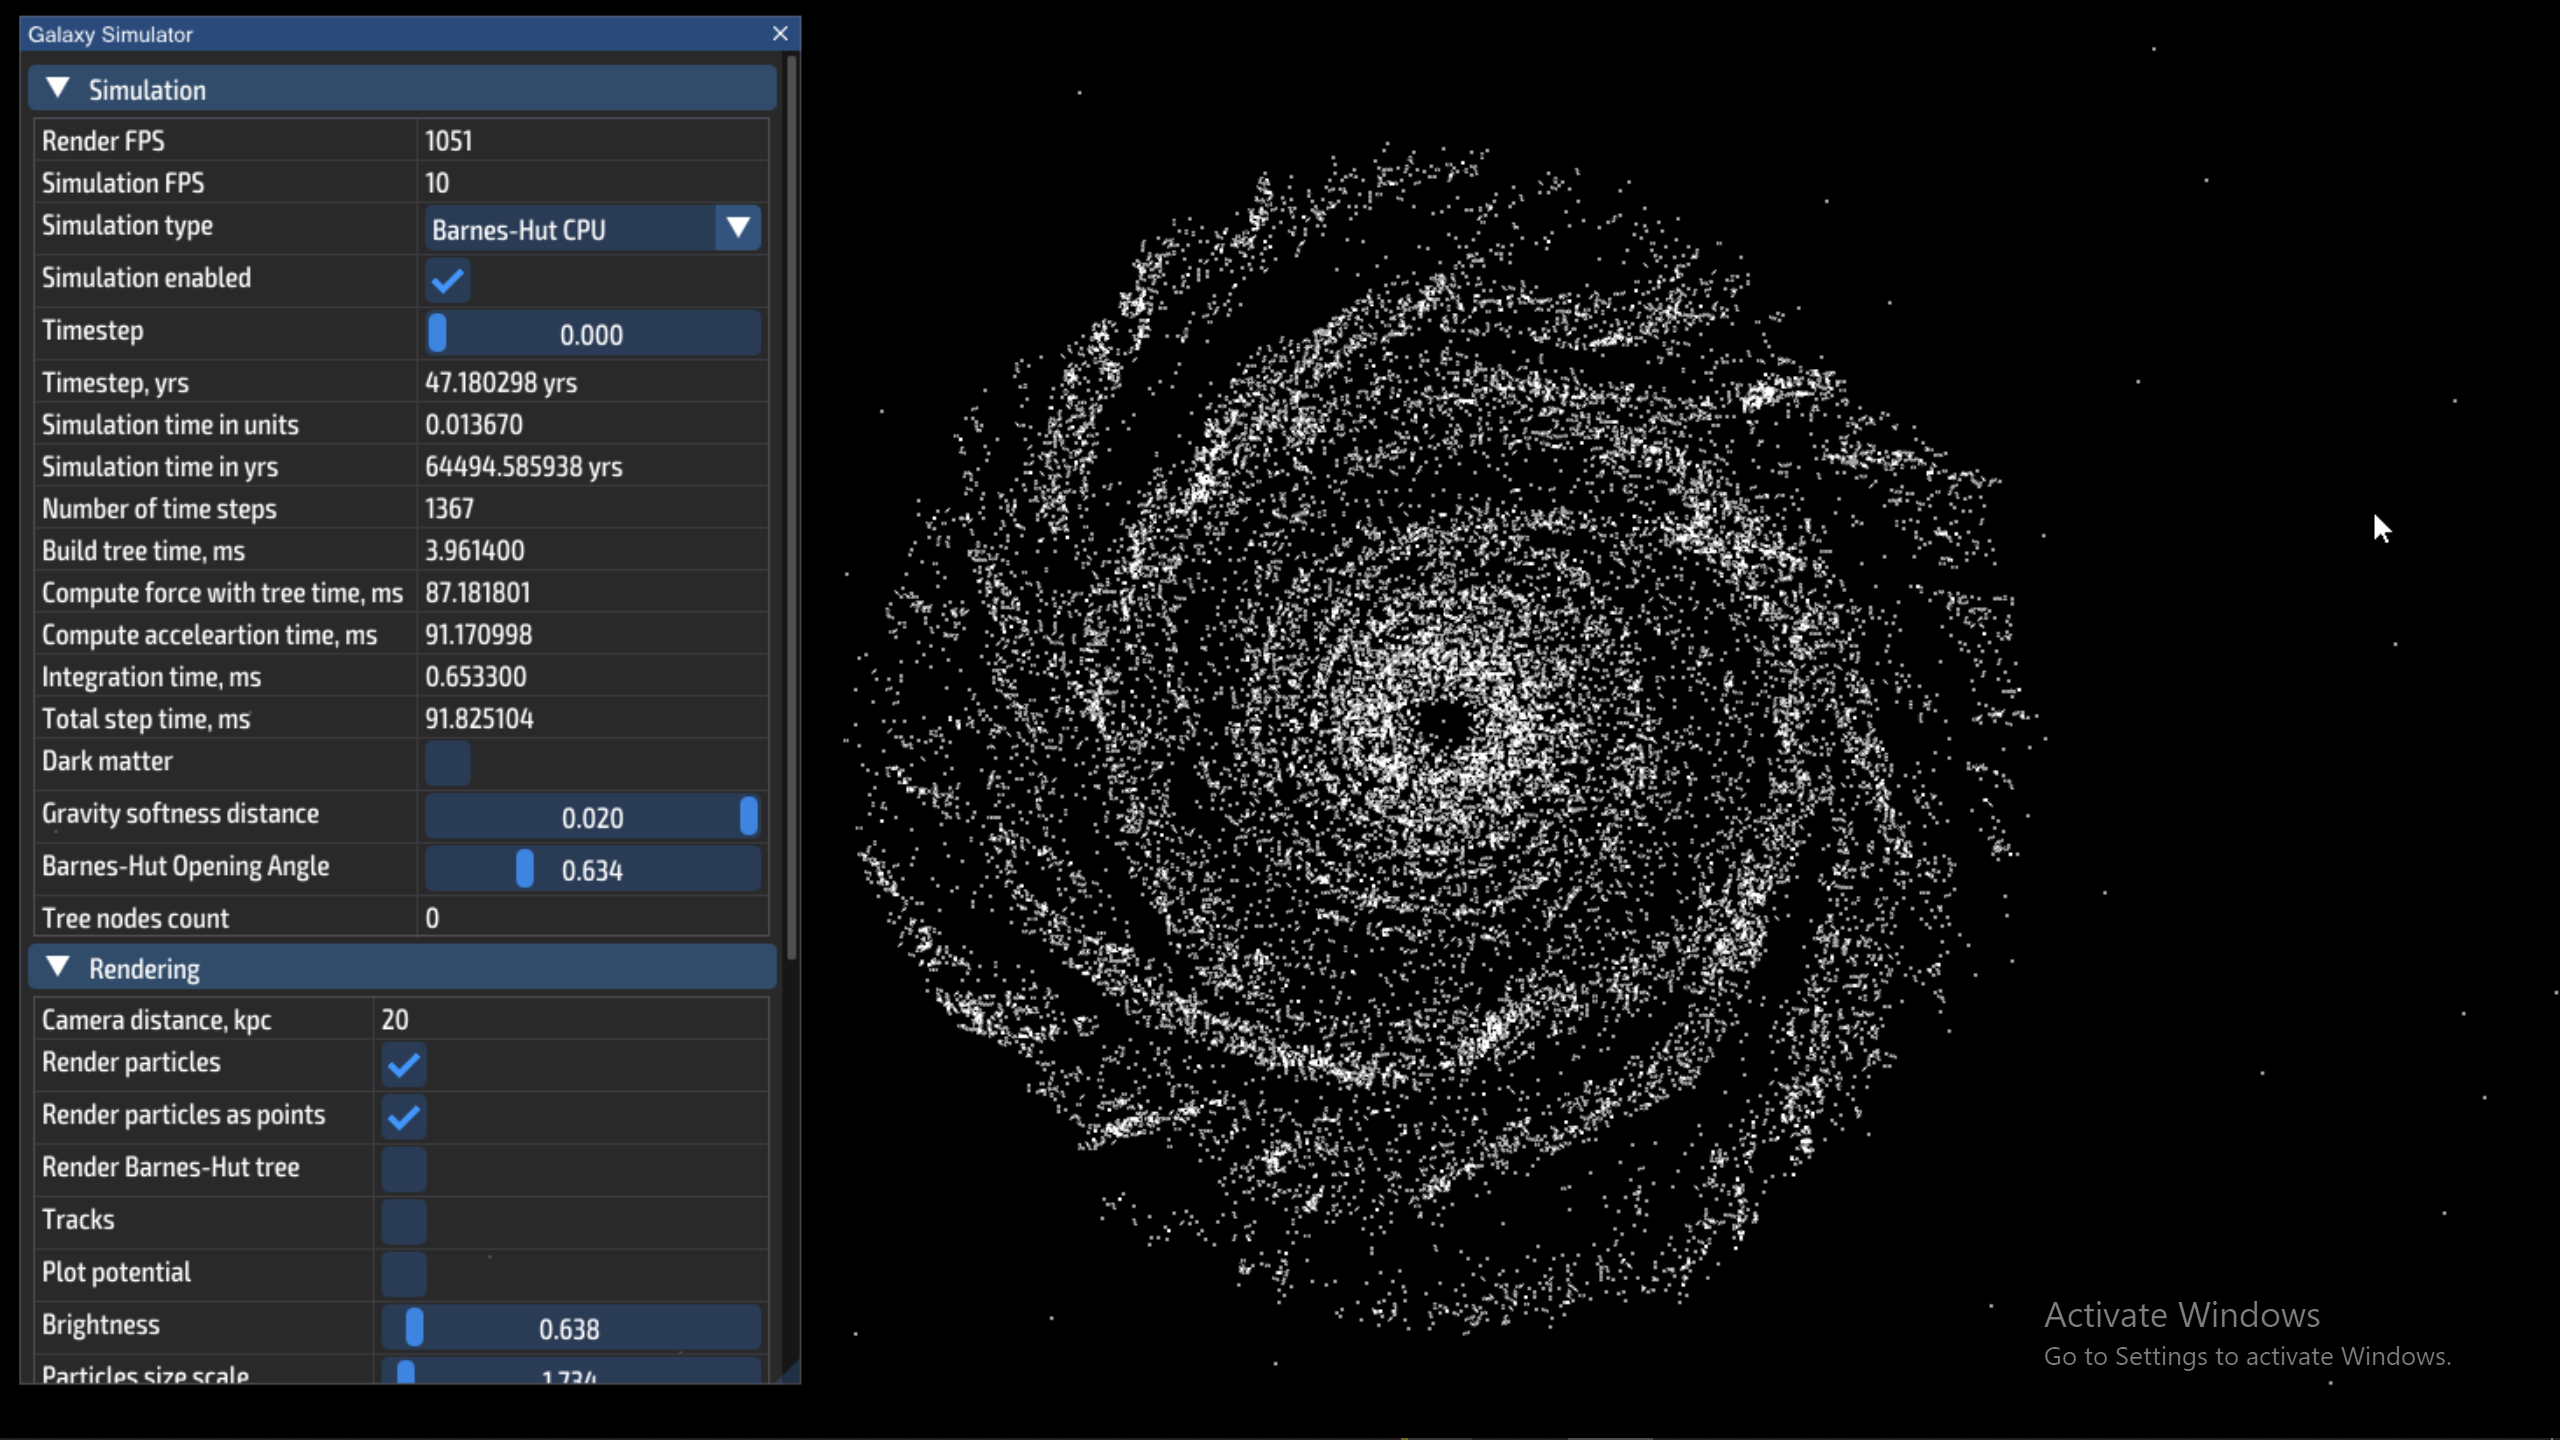 Galaxy Simulator
Simulation
Render FPS 1051
Simulation FPS 10
Simulation type Barnes-Hut CPU
Simulation enabled
Timestep 0.000
Timestep, yrs 47.180298 yrs
Simulation time in units 0.013670
Simulation time in yrs 64494.585938 yrs
Number of time steps 1367
Build tree time, ms 3.961400
Compute force with tree time, ms 87.181801
Compute acceleartion time, ms 91.170998
Integration time, ms 0.653300
Total step time, ms 91.825104
Dark matter
Gravity softness distance 0.020
Barnes-Hut Opening Angle 0.634
Tree nodes count 0
Rendering
Camera distance, kpc 20
Render particles
Render particles as points
Render Barnes-Hut tree
Tracks
Plot potential
Brightness 0.638
Particles size scale 1.734
Activate Windows
Go to Settings to activate Windows.